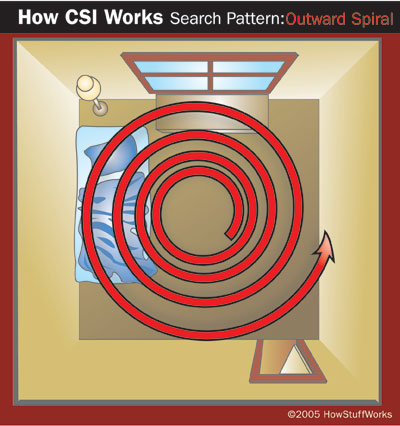 How CSI Works Search Pattern:Outward Spiral
©2005 HowStuffWorks